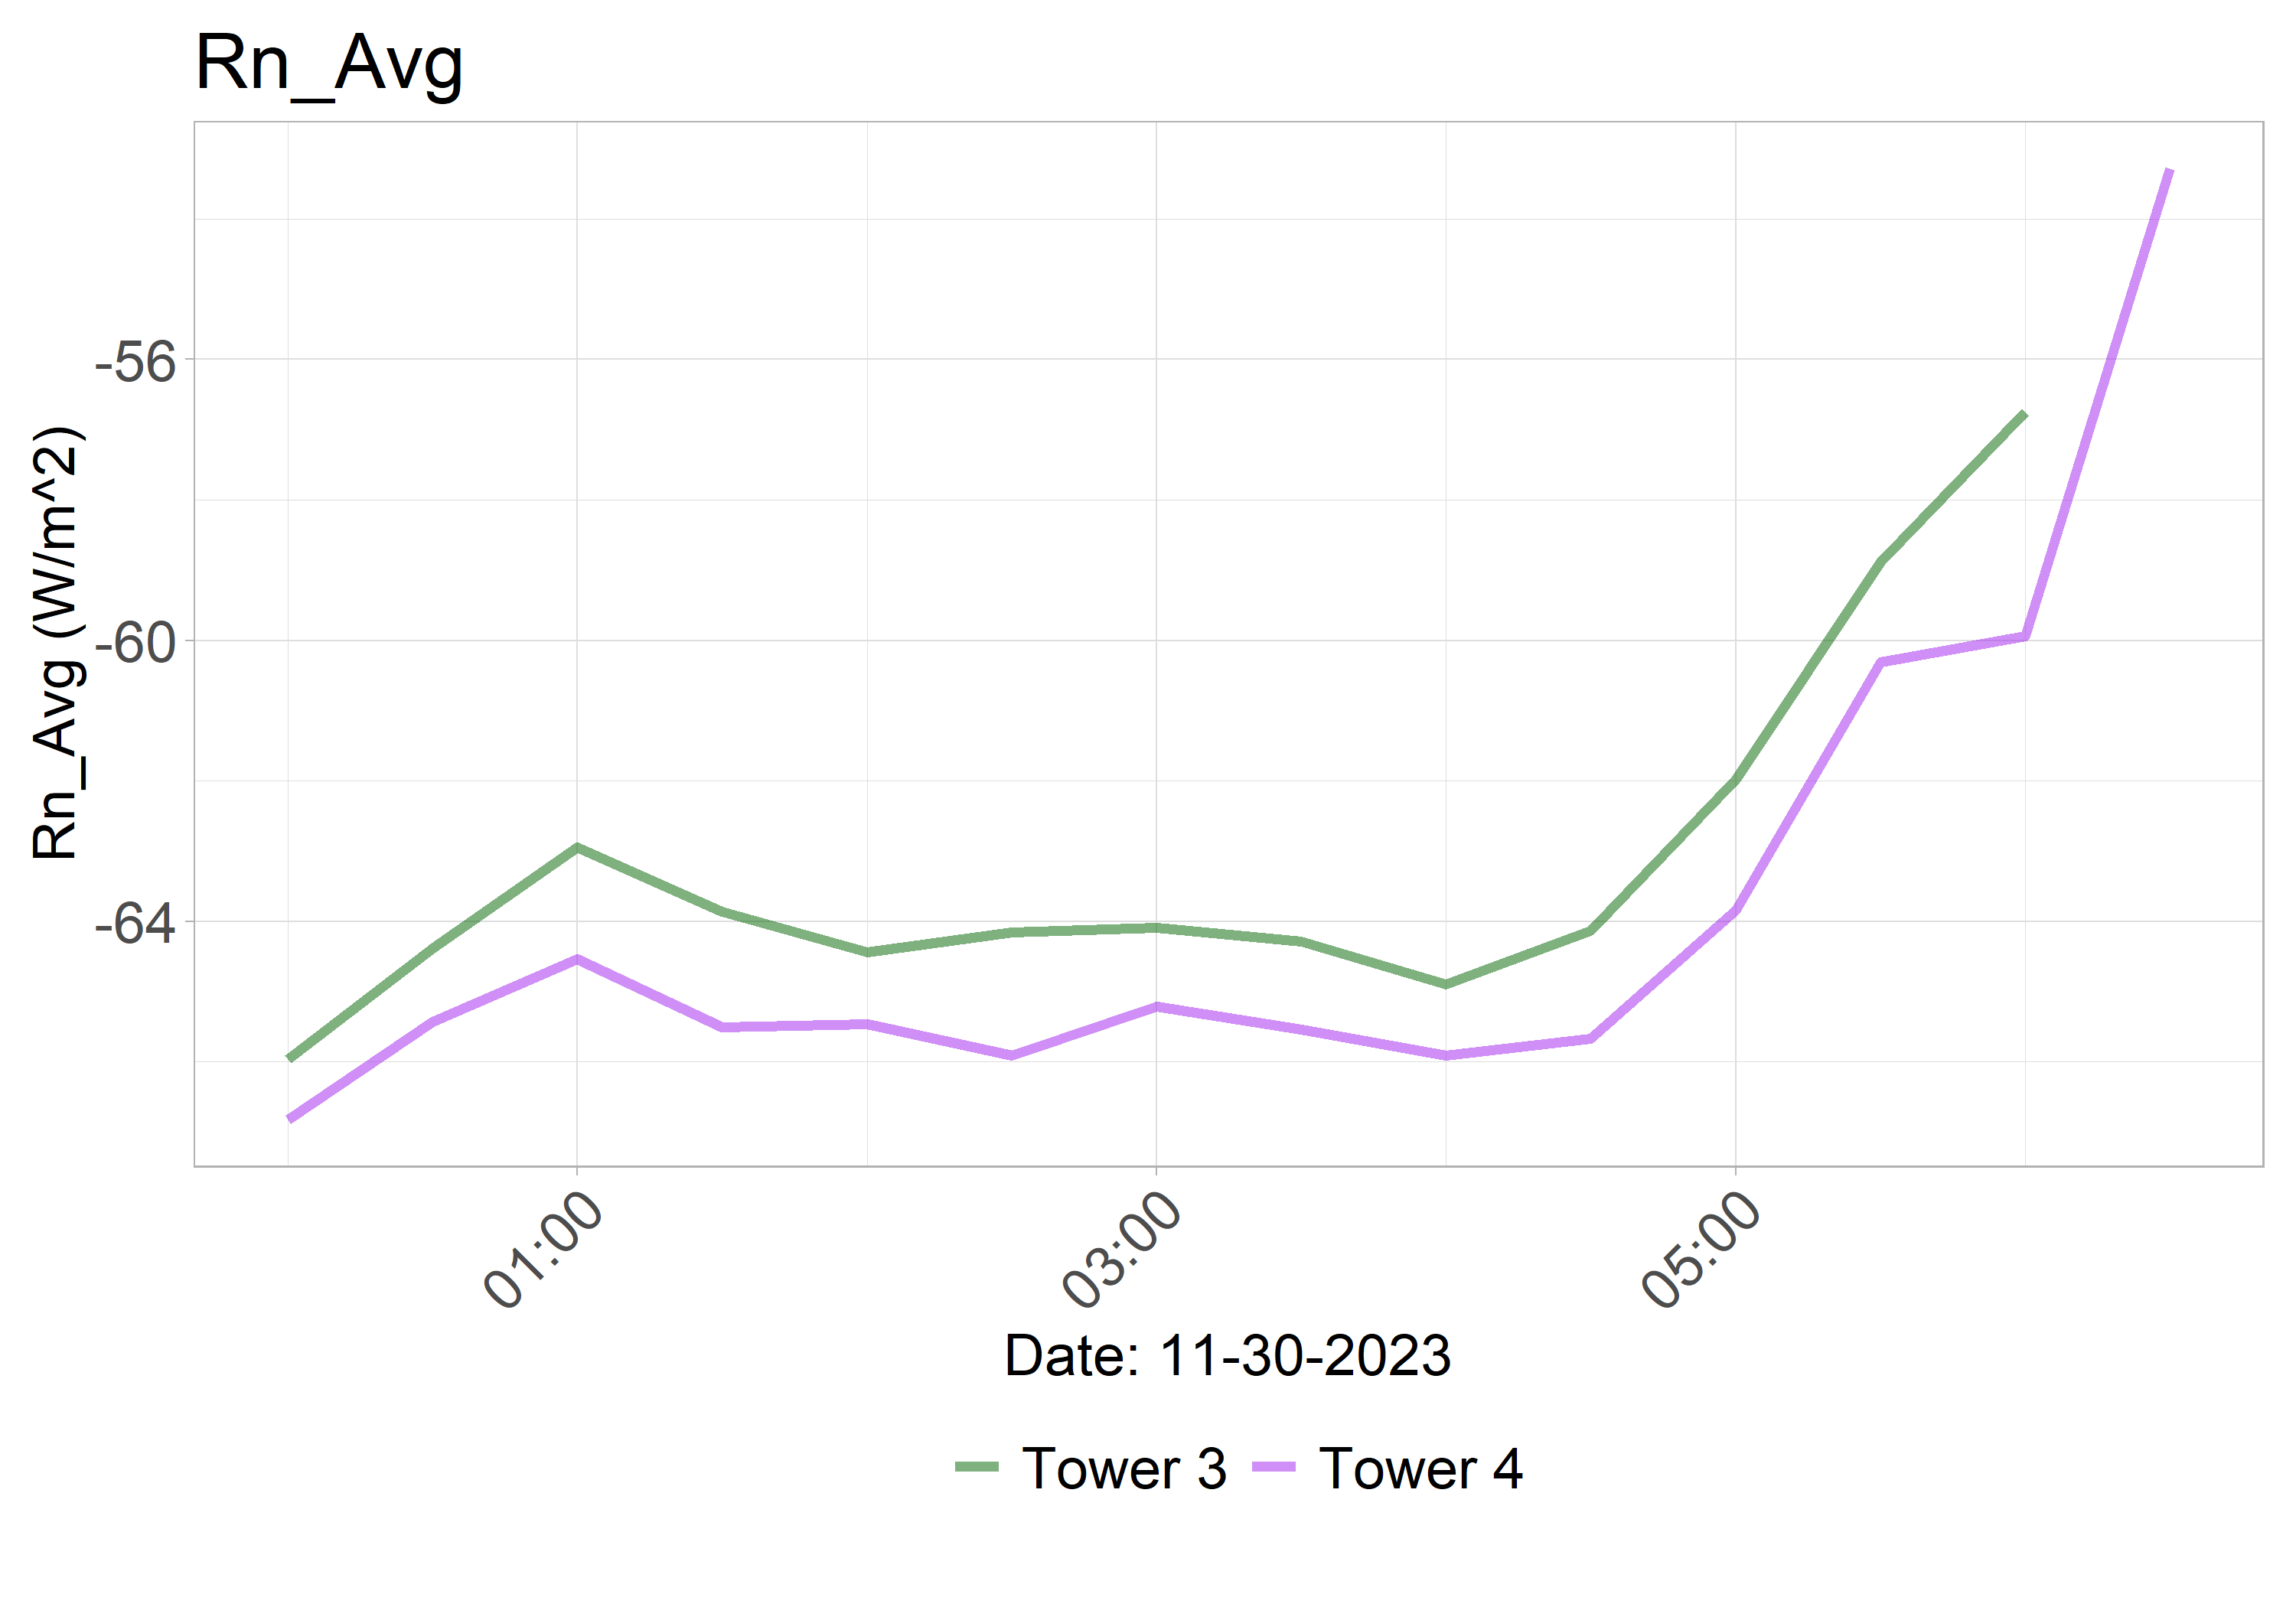 Rn_Avg
Rn_Avg (W/m^2)
-56
-60
-64
01:00 03:00 05:00
Date: 11-30-2023
Tower 3 Tower 4